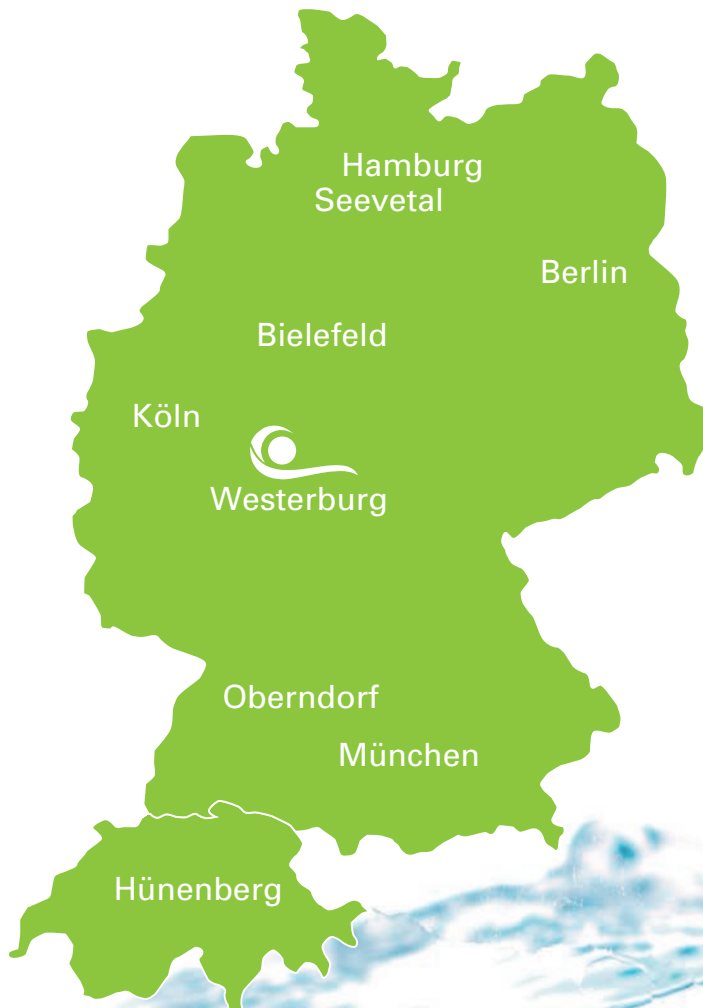 Hamburg
Seevetal
Berlin
Bielefeld
Köln
Westerburg
Oberndorf
München
Hünenberg